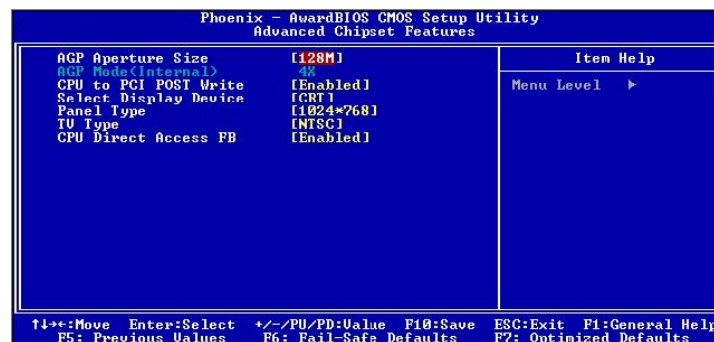 Phoenix - AwardBIOS CMOS Setup Utility
Advanced Chipset Features
AGP Aperture Size [128M]
AGP Mode(Internal) 4X
CPU to PCI POST Write [Enabled]
Select Display Device [CRT]
Panel Type [1024*768]
TV Type [NTSC]
CPU Direct Access FB [Enabled]
Item Help
Menu Level ▶
↑↓→←:Move Enter:Select +/-/PU/PD:Value F10:Save ESC:Exit F1:General Help
F5: Previous Values F6: Fail-Safe Defaults F7: Optimized Defaults